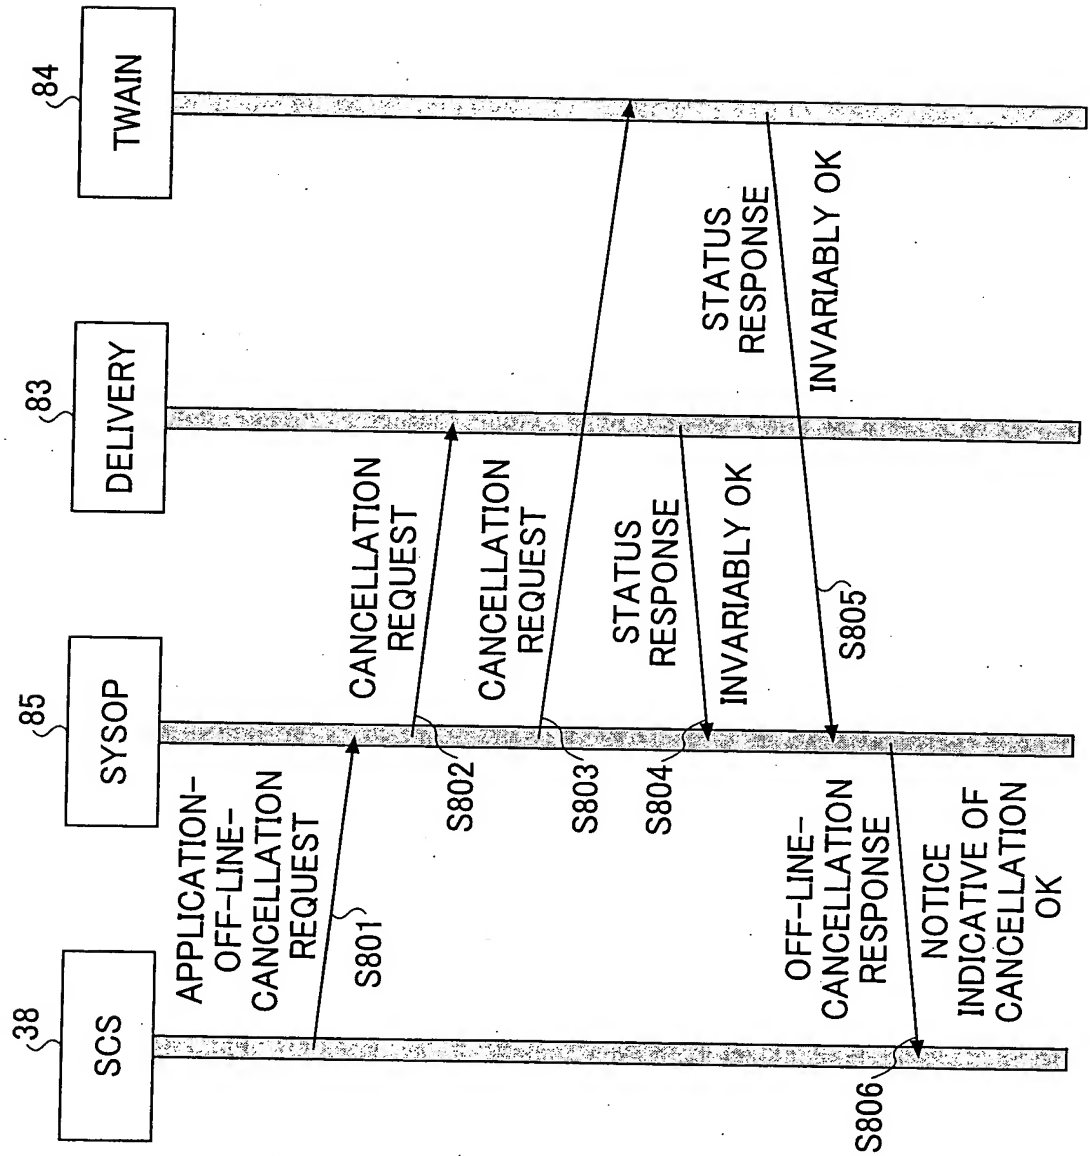 38
SCS
85
SYSOP
83
DELIVERY
84
TWAIN
APPLICATION-
OFF-LINE-
CANCELLATION
REQUEST
S801
CANCELLATION
REQUEST
S802
CANCELLATION
REQUEST
S803
STATUS
RESPONSE
INVARIABLY OK
S804
STATUS
RESPONSE
INVARIABLY OK
S805
OFF-LINE-
CANCELLATION
RESPONSE
NOTICE
INDICATIVE OF
CANCELLATION
OK
S806